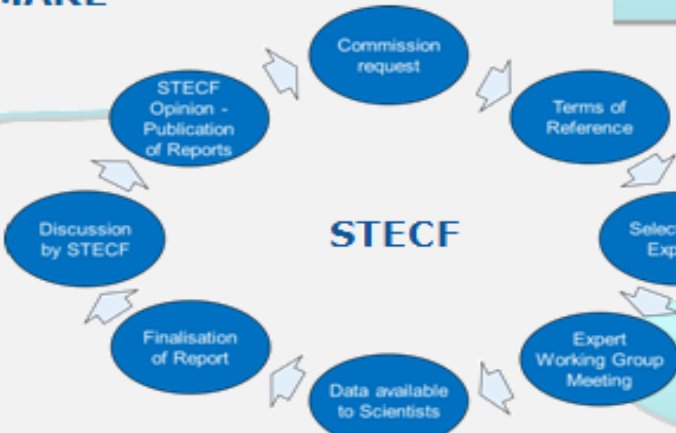 Commission
request
Terms of
Reference
Expert
Working Group
Meeting
Data available
to Scientists
Finalisation
of Report
Discussion
by STECF
STECF
Opinion -
Publication
of Reports
STECF